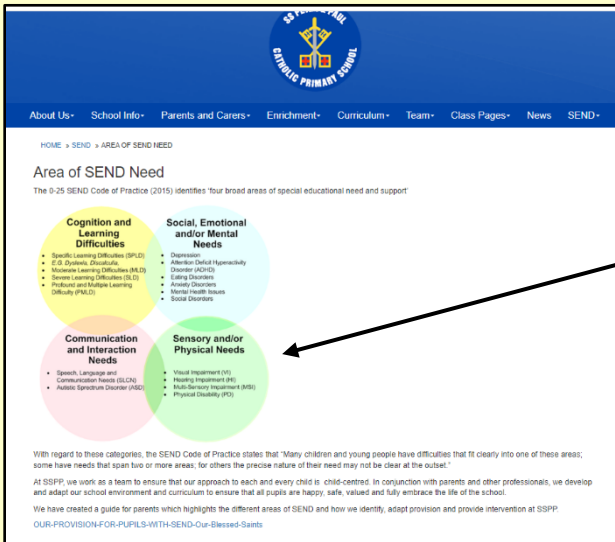 SS PETER & PAUL
CATHOLIC PRIMARY SCHOOL
About Us- School Info- Parents and Carers- Enrichment- Curriculum- Team- Class Pages- News SEND-
HOME » SEND » AREA OF SEND NEED
Area of SEND Need
The 0-25 SEND Code of Practice (2015) identifies 'four broad areas of special educational need and support'
Cognition and
Learning
Difficulties
• Specific Learning Difficulties (SPLD)
• E.G. Dyslexia, Discalculia,
• Moderate Learning Difficulties (MLD)
• Severe Learning Difficulties (SLD)
• Profound and Multiple Learning
Difficulty (PMLD)
Social, Emotional
and/or Mental
Needs
• Depression
• Attention Deficit Hyperactivity
Disorder (ADHD)
• Eating Disorders
• Anxiety Disorders
• Mental Health Issues
• Social Disorders
Communication
and Interaction
Needs
• Speech, Language and
Communication Needs (SLCN)
• Autistic Sprectrum Disorder (ASD)
Sensory and/or
Physical Needs
• Visual Impairment (VI)
• Hearing Impairment (HI)
• Multi-Sensory Impairment (MSI)
• Physical Disability (PD)
With regard to these categories, the SEND Code of Practice states that "Many children and young people have difficulties that fit clearly into one of these areas;
some have needs that span two or more areas; for others the precise nature of their need may not be clear at the outset."
At SSPP, we work as a team to ensure that our approach to each and every child is child-centred. In conjunction with parents and other professionals, we develop
and adapt our school environment and curriculum to ensure that all pupils are happy, safe, valued and fully embrace the life of the school.
We have created a guide for parents which highlights the different areas of SEND and how we identify, adapt provision and provide intervention at SSPP.
OUR-PROVISION-FOR-PUPILS-WITH-SEND-Our-Blessed-Saints